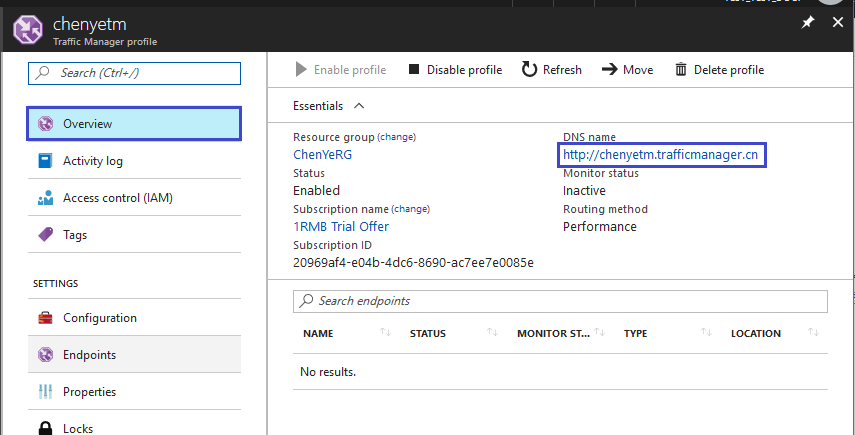 chenyetm
Traffic Manager profile
Search (Ctrl+/)
Overview
Activity log
Access control (IAM)
Tags
SETTINGS
Configuration
Endpoints
Properties
Locks
Enable profile Disable profile Refresh Move Delete profile
Essentials
Resource group (change)
ChenYeRG
Status
Enabled
Subscription name (change)
1RMB Trial Offer
Subscription ID
20969af4-e04b-4dc6-8690-ac7ee7e0085e
DNS name
http://chenyetm.trafficmanager.cn
Monitor status
Inactive
Routing method
Performance
Search endpoints
NAME STATUS MONITOR ST... TYPE LOCATION
No results.